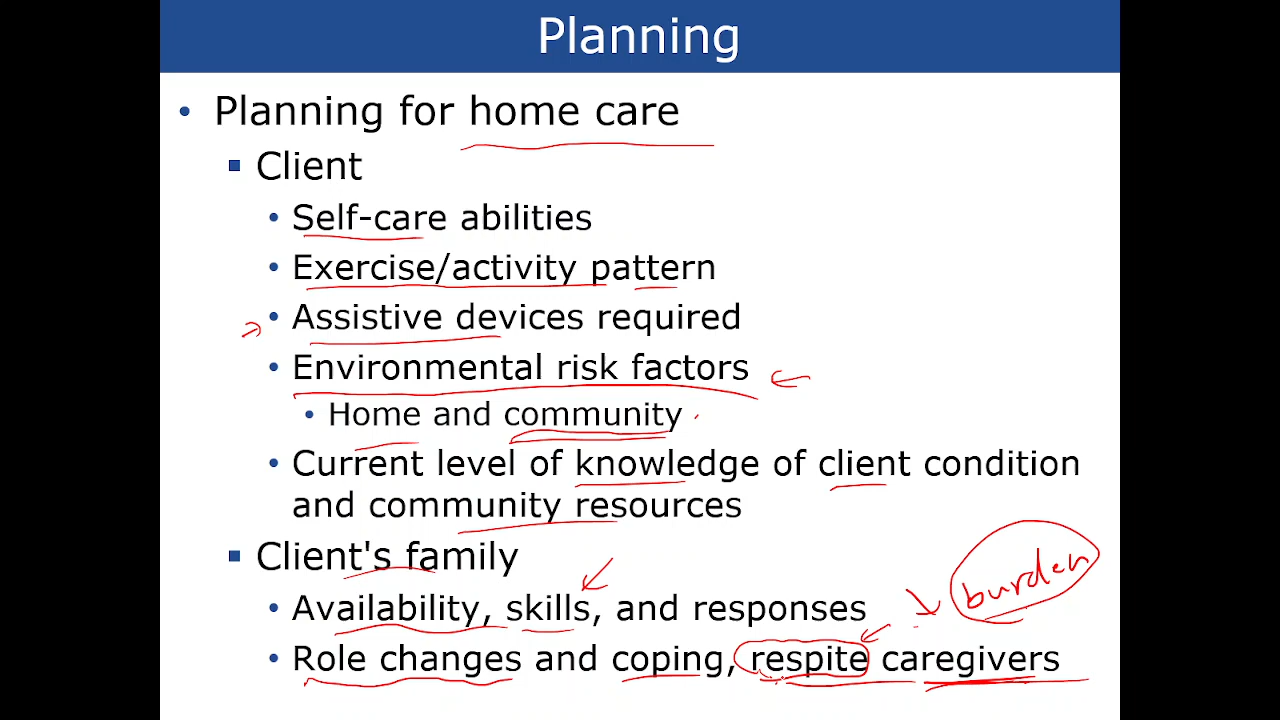 Planning
• Planning for home care
▪ Client
• Self-care abilities
• Exercise/activity pattern
• Assistive devices required
• Environmental risk factors
• Home and community
• Current level of knowledge of client condition
and community resources
▪ Client's family
burden
• Availability, skills, and responses
• Role changes and coping, respite caregivers